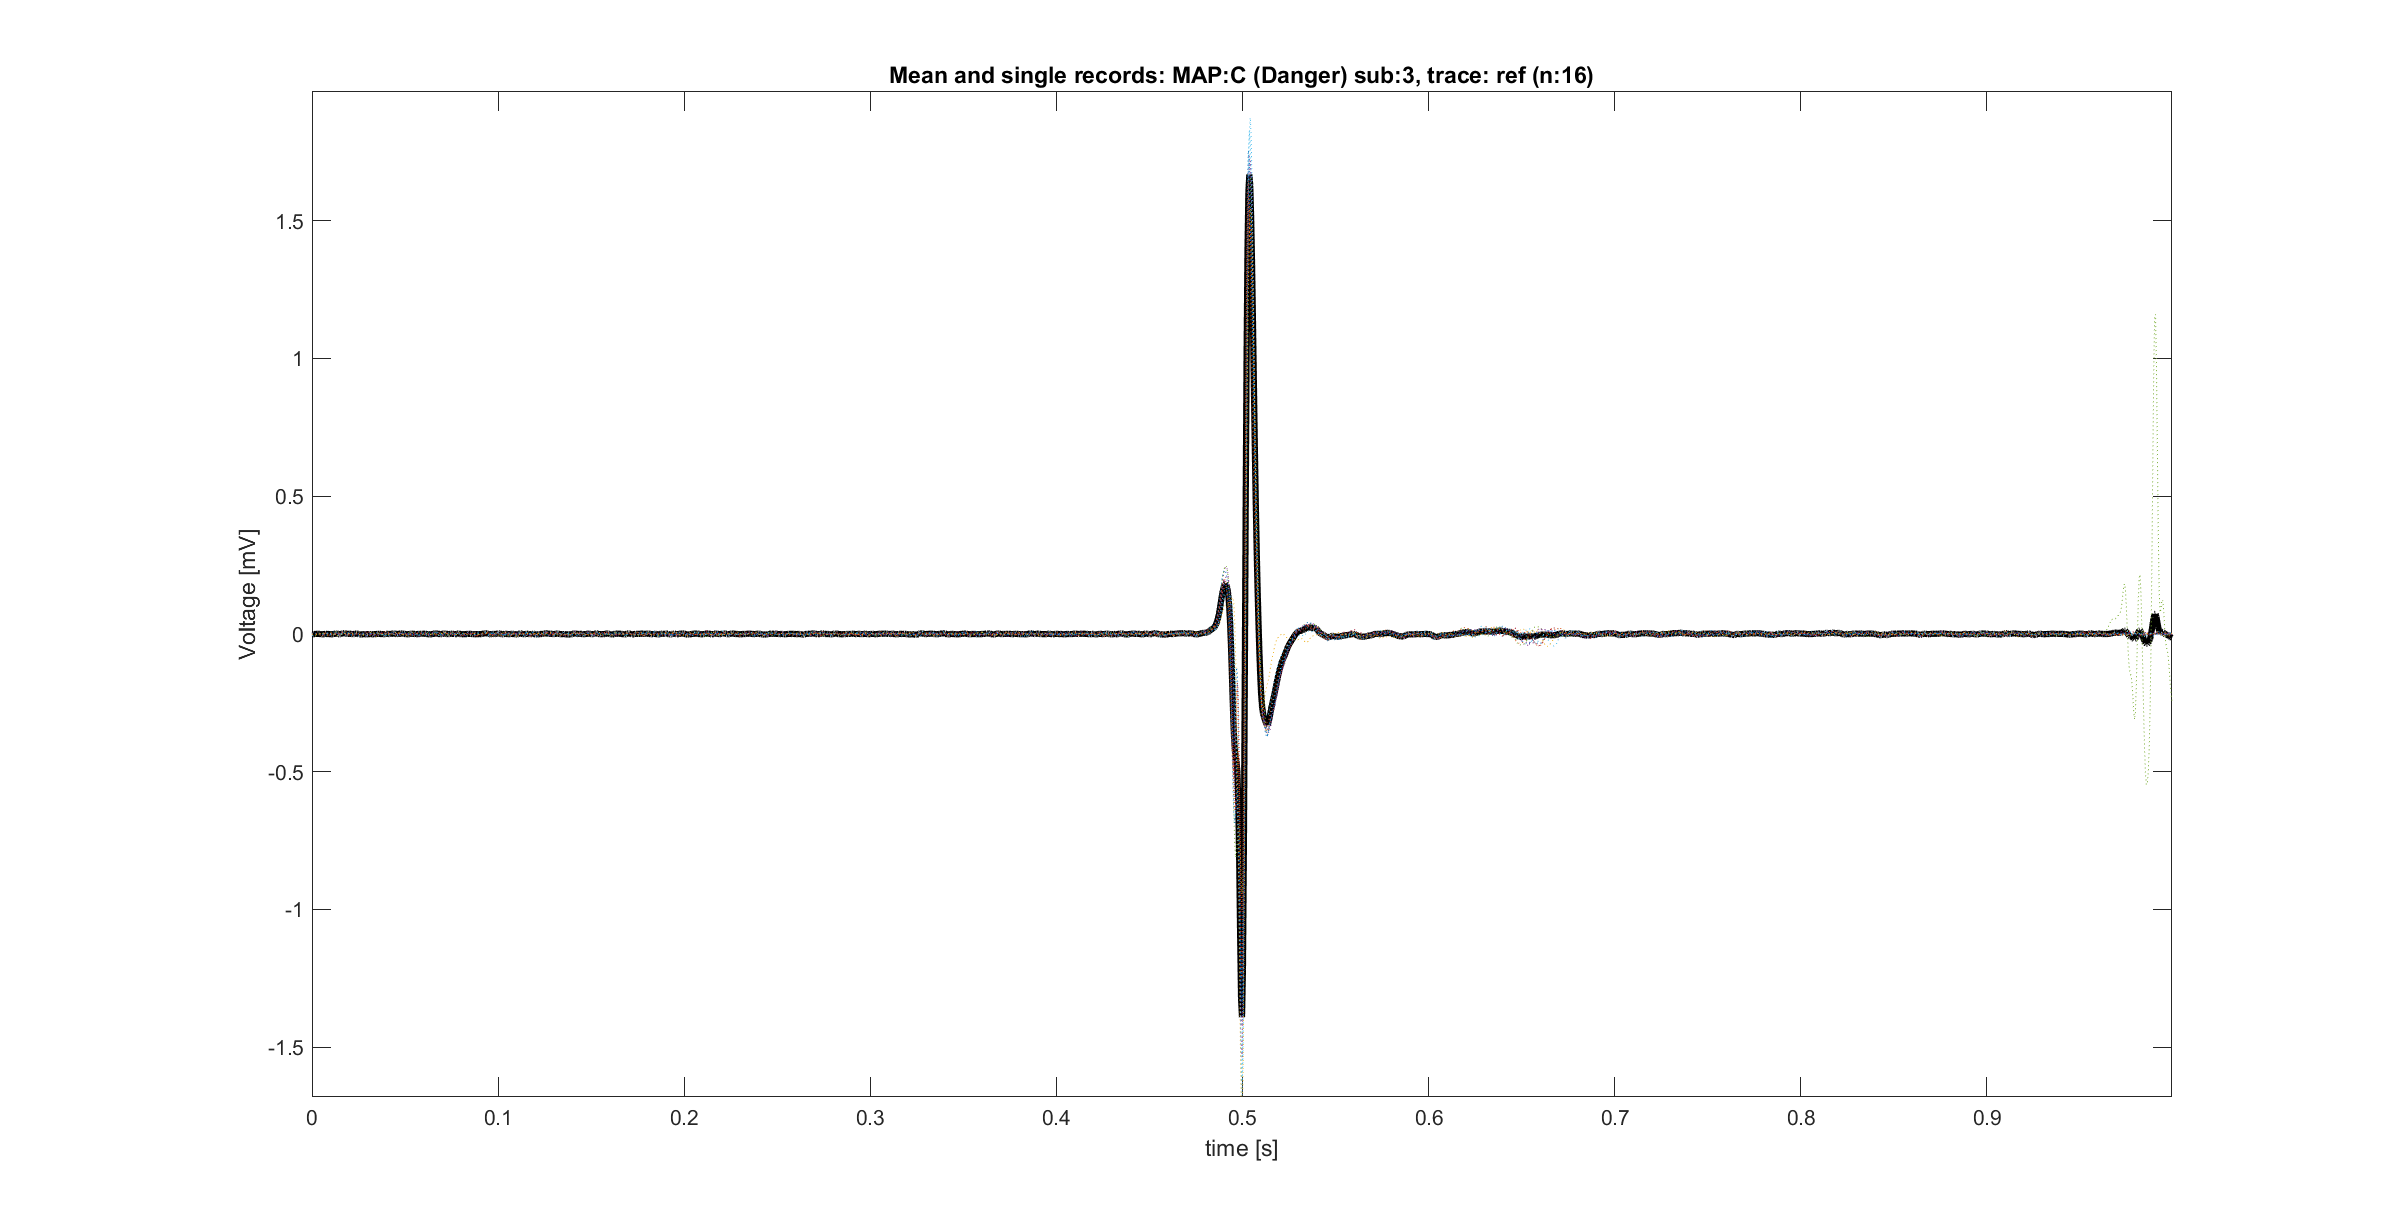 Mean and single records: MAP:C (Danger) sub:3, trace: ref (n:16)
1.5
1
0.5
0
-0.5
-1
-1.5
Voltage [mV]
0 0.1 0.2 0.3 0.4 0.5 0.6 0.7 0.8 0.9
time [s]